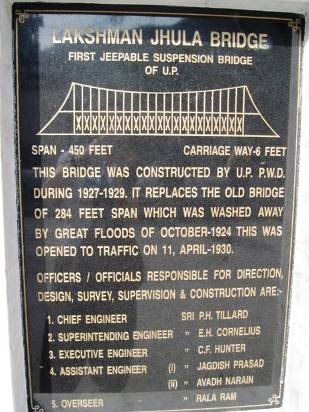 LAKSHMAN JHULA BRIDGE
FIRST JEEPABLE SUSPENSION BRIDGE
OF U.P.
SPAN - 450 FEET CARRIAGE WAY-6 FEET
THIS BRIDGE WAS CONSTRUCTED BY U.P. P.W.D.
DURING 1927-1929. IT REPLACES THE OLD BRIDGE
OF 284 FEET SPAN WHICH WAS WASHED AWAY
BY GREAT FLOODS OF OCTOBER-1924 THIS WAS
OPENED TO TRAFFIC ON 11, APRIL-1930.
OFFICERS / OFFICIALS RESPONSIBLE FOR DIRECTION,
DESIGN, SURVEY, SUPERVISION & CONSTRUCTION ARE:-
1. CHIEF ENGINEER SRI P.H. TILLARD
2. SUPERINTENDING ENGINEER " E.H. CORNELIUS
3. EXECUTIVE ENGINEER " C.F. HUNTER
4. ASSISTANT ENGINEER (i) " JAGDISH PRASAD
(ii) " AVADH NARAIN
5. OVERSEER " RALA RAM